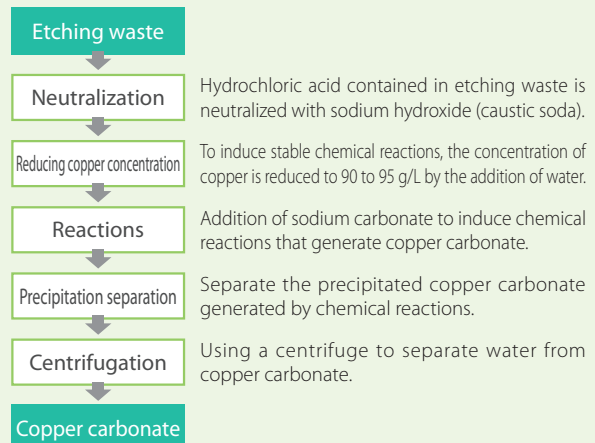 Etching waste
Neutralization
Hydrochloric acid contained in etching waste is
neutralized with sodium hydroxide (caustic soda).
Reducing copper concentration
To induce stable chemical reactions, the concentration of
copper is reduced to 90 to 95 g/L by the addition of water.
Reactions
Addition of sodium carbonate to induce chemical
reactions that generate copper carbonate.
Precipitation separation
Separate the precipitated copper carbonate
generated by chemical reactions.
Centrifugation
Using a centrifuge to separate water from
copper carbonate.
Copper carbonate